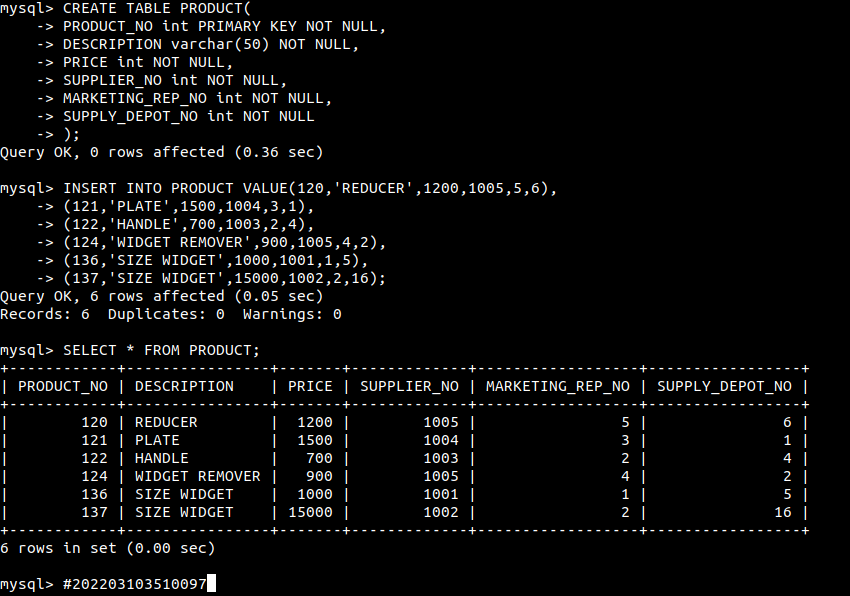 mysql> CREATE TABLE PRODUCT(
    -> PRODUCT_NO int PRIMARY KEY NOT NULL,
    -> DESCRIPTION varchar(50) NOT NULL,
    -> PRICE int NOT NULL,
    -> SUPPLIER_NO int NOT NULL,
    -> MARKETING_REP_NO int NOT NULL,
    -> SUPPLY_DEPOT_NO int NOT NULL
    -> );
Query OK, 0 rows affected (0.36 sec)

mysql> INSERT INTO PRODUCT VALUE(120,'REDUCER',1200,1005,5,6),
    -> (121,'PLATE',1500,1004,3,1),
    -> (122,'HANDLE',700,1003,2,4),
    -> (124,'WIDGET REMOVER',900,1005,4,2),
    -> (136,'SIZE WIDGET',1000,1001,1,5),
    -> (137,'SIZE WIDGET',15000,1002,2,16);
Query OK, 6 rows affected (0.05 sec)
Records: 6  Duplicates: 0  Warnings: 0

mysql> SELECT * FROM PRODUCT;
+------------+----------------+-------+-------------+------------------+-----------------+
| PRODUCT_NO | DESCRIPTION    | PRICE | SUPPLIER_NO | MARKETING_REP_NO | SUPPLY_DEPOT_NO |
+------------+----------------+-------+-------------+------------------+-----------------+
|        120 | REDUCER        |  1200 |        1005 |                5 |               6 |
|        121 | PLATE          |  1500 |        1004 |                3 |               1 |
|        122 | HANDLE         |   700 |        1003 |                2 |               4 |
|        124 | WIDGET REMOVER |   900 |        1005 |                4 |               2 |
|        136 | SIZE WIDGET    |  1000 |        1001 |                1 |               5 |
|        137 | SIZE WIDGET    | 15000 |        1002 |                2 |              16 |
+------------+----------------+-------+-------------+------------------+-----------------+
6 rows in set (0.00 sec)

mysql> #202203103510097